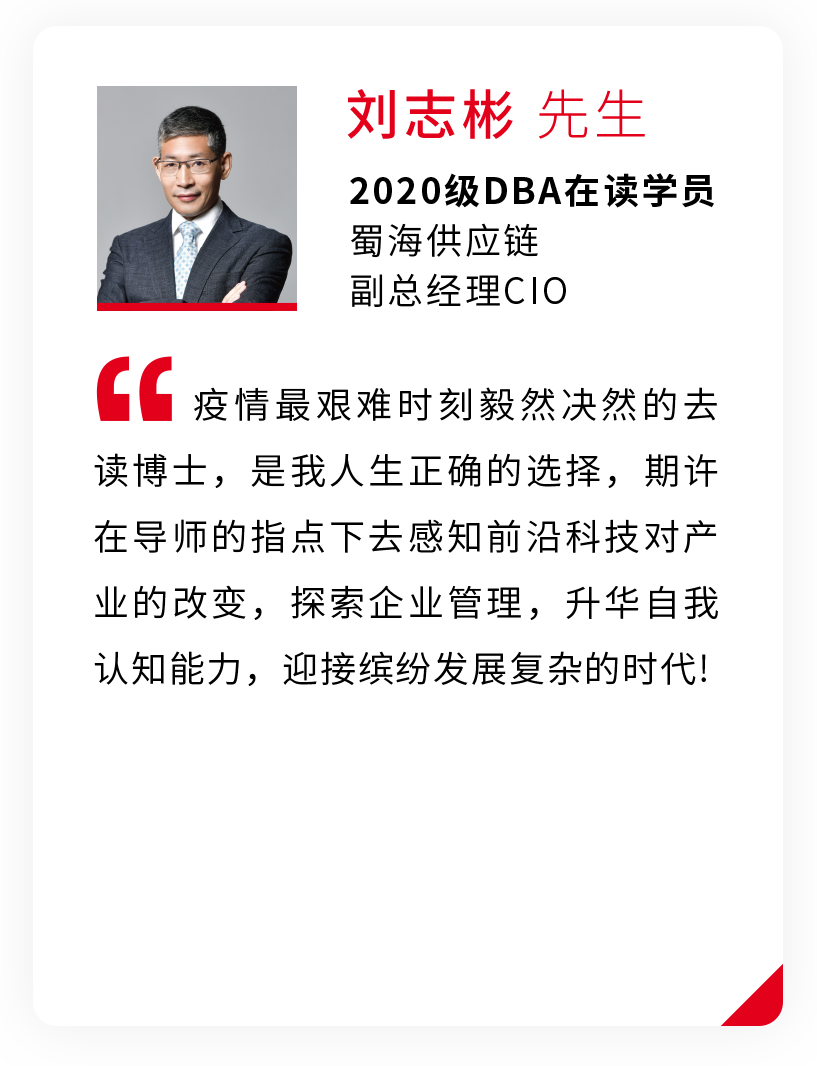 刘志彬 先生
2020级DBA在读学员
蜀海供应链
副总经理CIO
“ 疫情最艰难时刻毅然决然的去
读博士，是我人生正确的选择，期许
在导师的指点下去感知前沿科技对产
业的改变，探索企业管理，升华自我
认知能力，迎接缤纷发展复杂的时代!